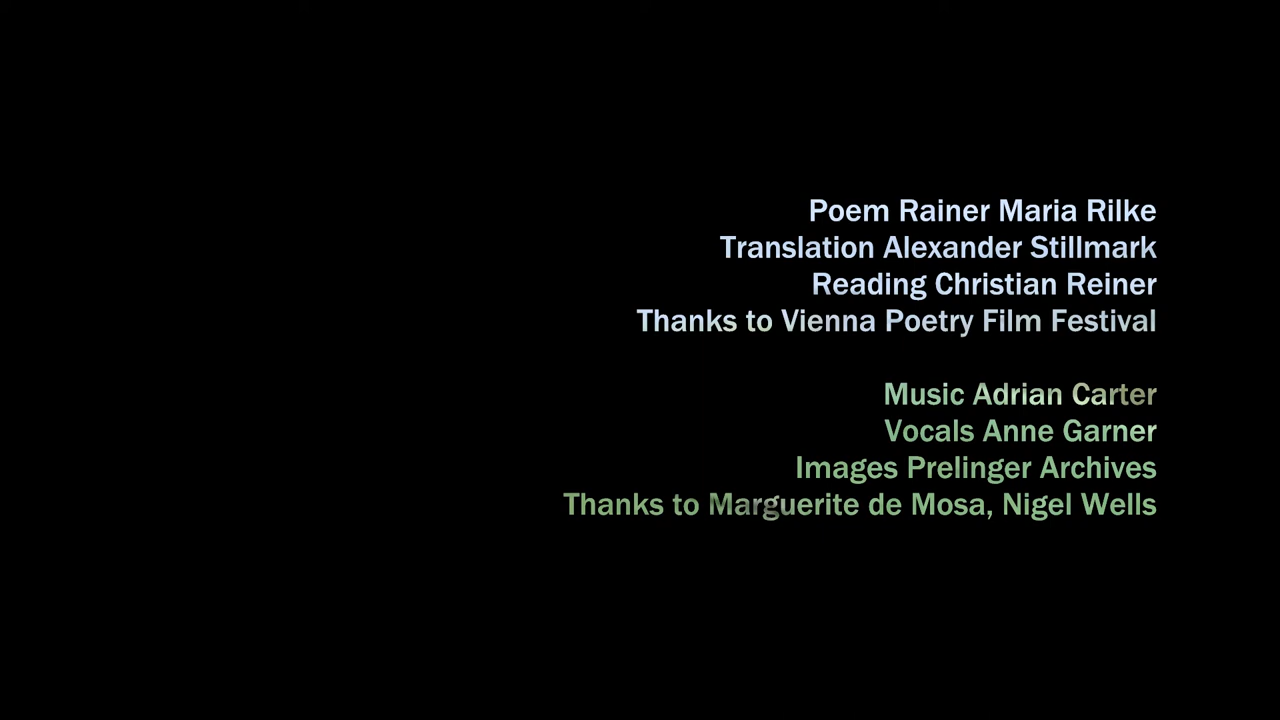 Poem Rainer Maria Rilke
Translation Alexander Stillmark
Reading Christian Reiner
Thanks to Vienna Poetry Film Festival
Music Adrian Carter
Vocals Anne Garner
Images Prelinger Archives
Thanks to Marguerite de Mosa, Nigel Wells